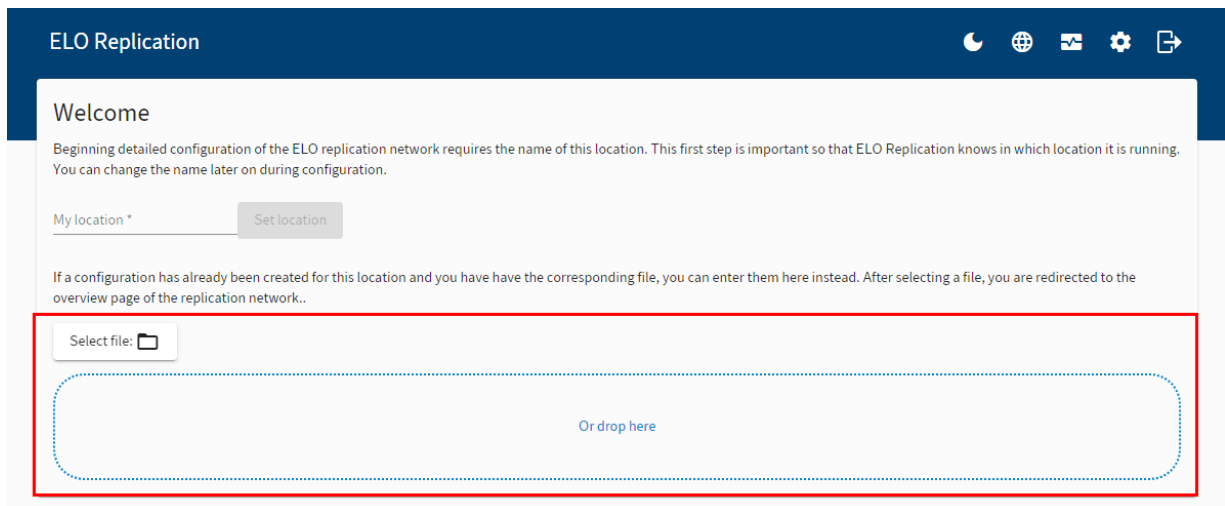 ELO Replication
Welcome
Beginning detailed configuration of the ELO replication network requires the name of this location. This first step is important so that ELO Replication knows in which location it is running.
You can change the name later on during configuration.
My location *
Set location
If a configuration has already been created for this location and you have have the corresponding file, you can enter them here instead. After selecting a file, you are redirected to the
overview page of the replication network..
Select file:
Or drop here